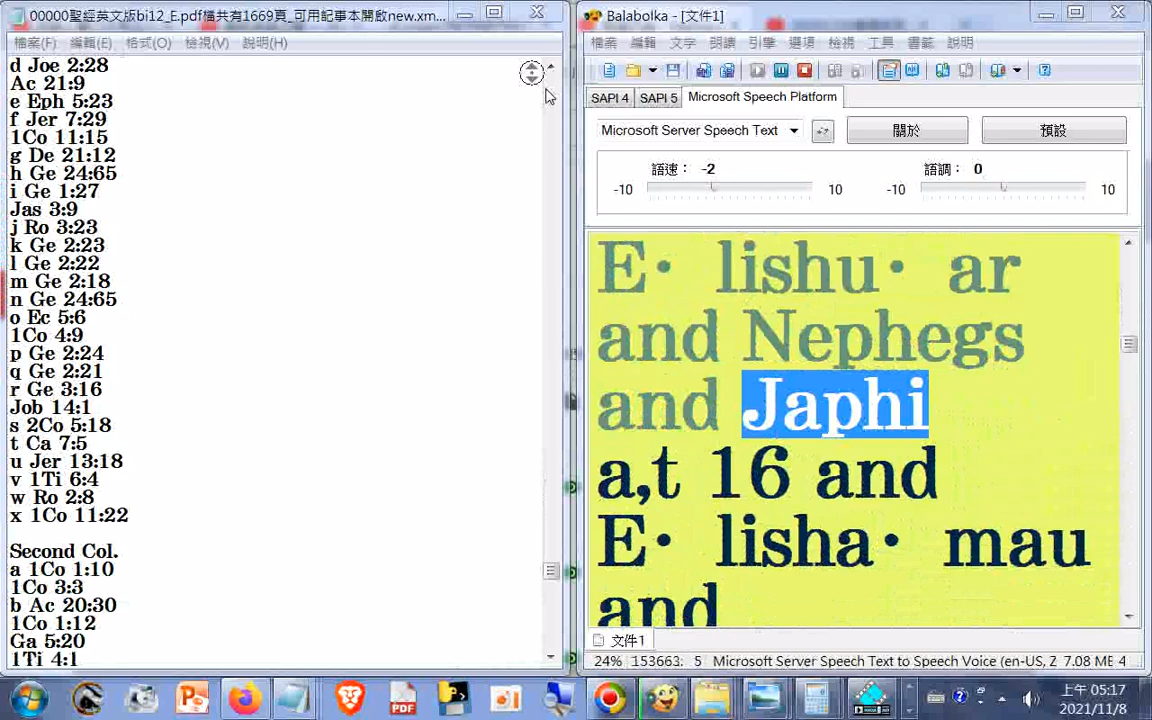 00000聖經英文版bi12_E.pdf檔共有1669頁_可用記事本開啟new.xm...
檔案(F) 編輯(E) 格式(O) 檢視(V) 說明(H)
d Joe 2:28
Ac 21:9
e Eph 5:23
f Jer 7:29
1Co 11:15
g De 21:12
h Ge 24:65
i Ge 1:27
Jas 3:9
j Ro 3:23
k Ge 2:23
l Ge 2:22
m Ge 2:18
n Ge 24:65
o Ec 5:6
1Co 4:9
p Ge 2:24
q Ge 2:21
r Ge 3:16
Job 14:1
s 2Co 5:18
t Ca 7:5
u Jer 13:18
v 1Ti 6:4
w Ro 2:8
x 1Co 11:22
Second Col.
a 1Co 1:10
1Co 3:3
b Ac 20:30
1Co 1:12
Ga 5:20
1Ti 4:1
Balabolka - [文件1]
檔案 編輯 文字 朗讀 引擎 選項 檢視 工具 書籤 說明
SAPI 4 SAPI 5 Microsoft Speech Platform
Microsoft Server Speech Text 關於 預設
語速： -2 語調： 0
-10 10 -10 10
E· lishu· ar
and Nephegs
and Japhi
a,t 16 and
E· lisha· mau
and
文件1
24% 153663: 5 Microsoft Server Speech Text to Speech Voice (en-US, Z 7.08 MB 4
PDF
上午 05:17
2021/11/8